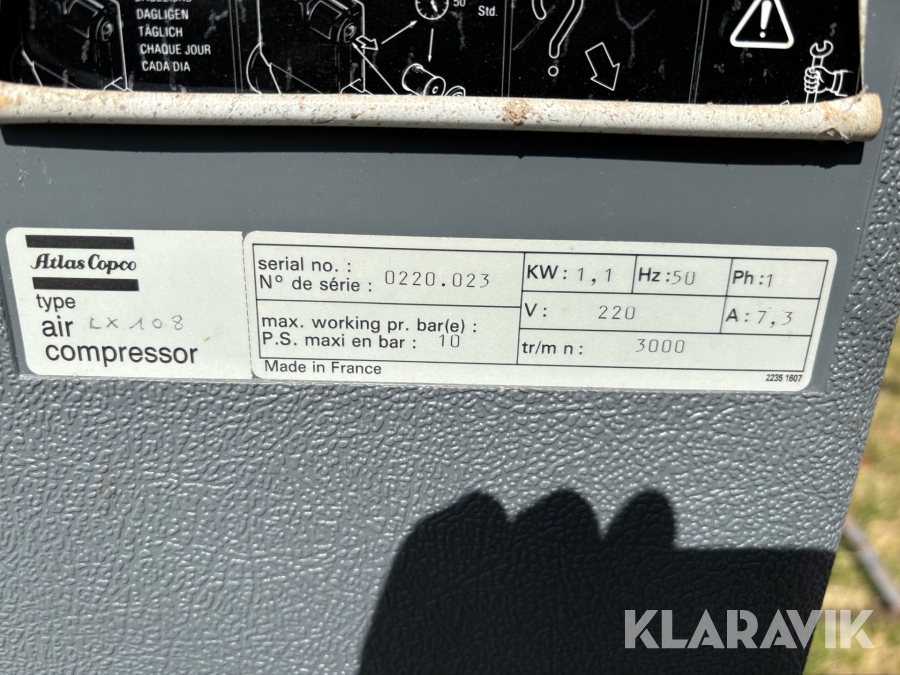 DAGLIGEN
TÄGLICH
CHAQUE JOUR
CADA DIA
50
Std.
?
!
Atlas Copco
type
air LX 108
compressor
serial no. :
N° de série : 0220.023
max. working pr. bar(e) :
P.S. maxi en bar : 10
Made in France
KW : 1,1 Hz : 50 Ph : 1
V : 220 A : 7,3
tr/m n : 3000
2235 1607
KLARAVIK